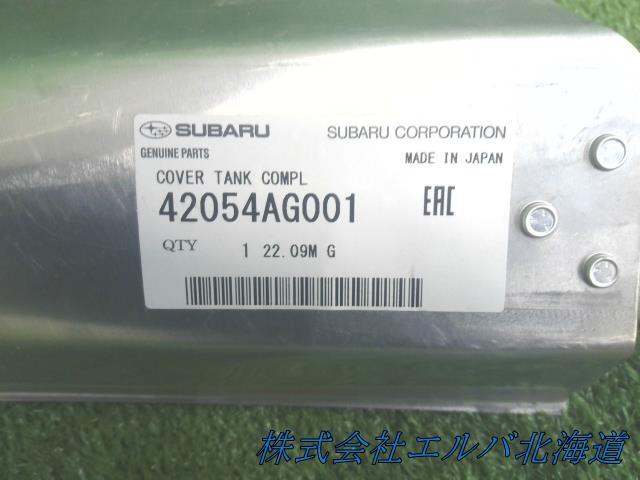 SUBARU
SUBARU CORPORATION
GENUINE PARTS
MADE IN JAPAN
COVER TANK COMPL
42054AG001
EAC
QTY 1 22.09M G
株式会社エルバ北海道